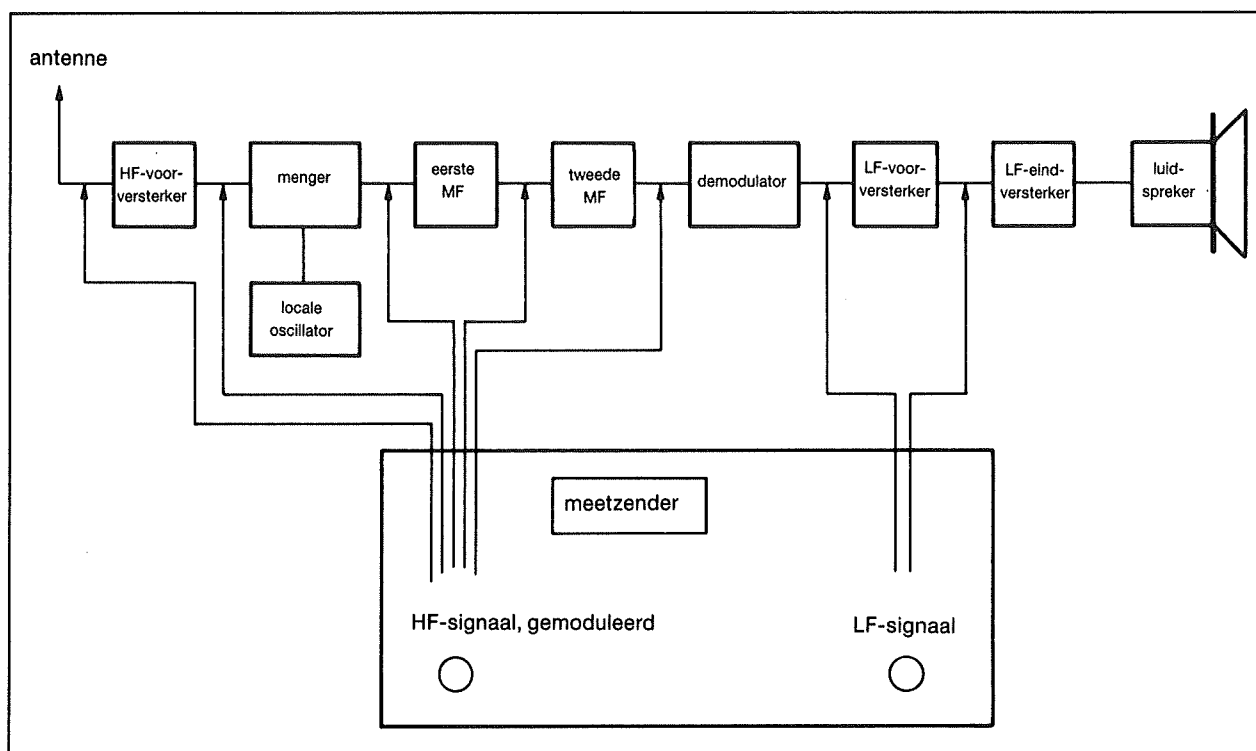 antenne
HF-voor-
versterker
menger
eerste
MF
tweede
MF
demodulator
LF-voor-
versterker
LF-eind-
versterker
luid-
spreker
locale
oscillator
meetzender
HF-signaal, gemoduleerd
LF-signaal